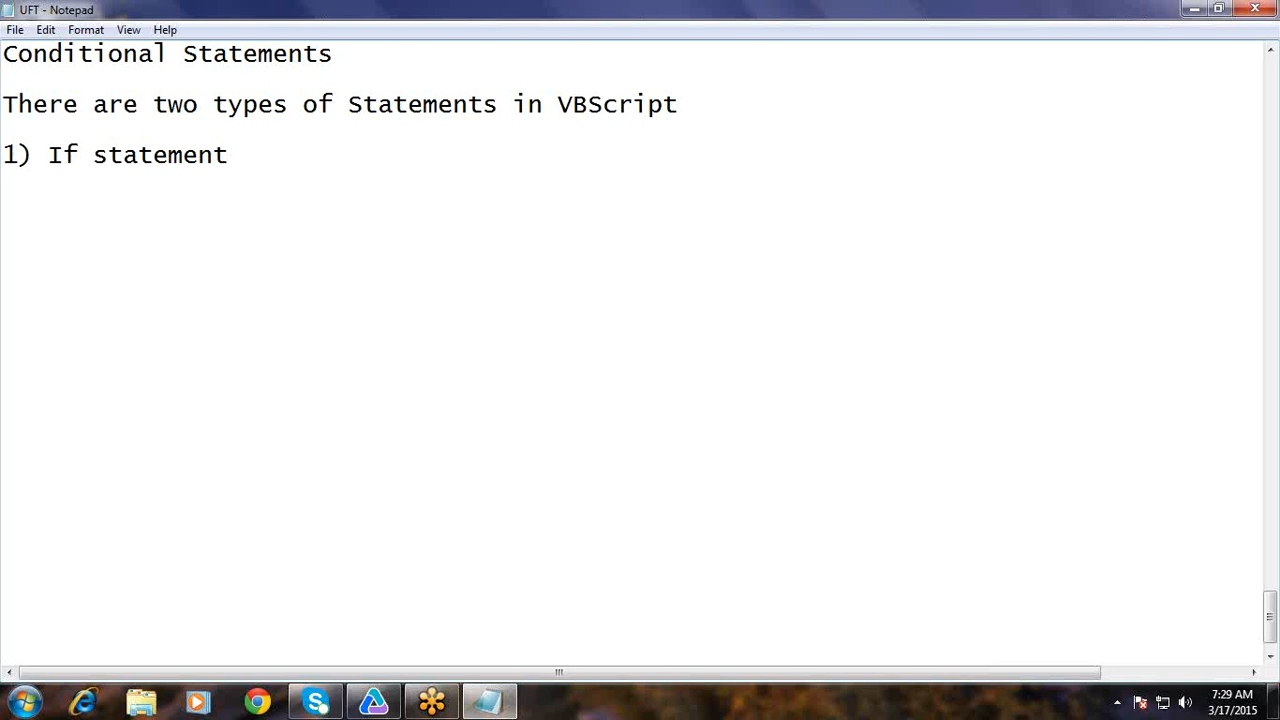 UFT - Notepad
File Edit Format View Help
Conditional Statements
There are two types of Statements in VBScript
1) If statement
7:29 AM
3/17/2015